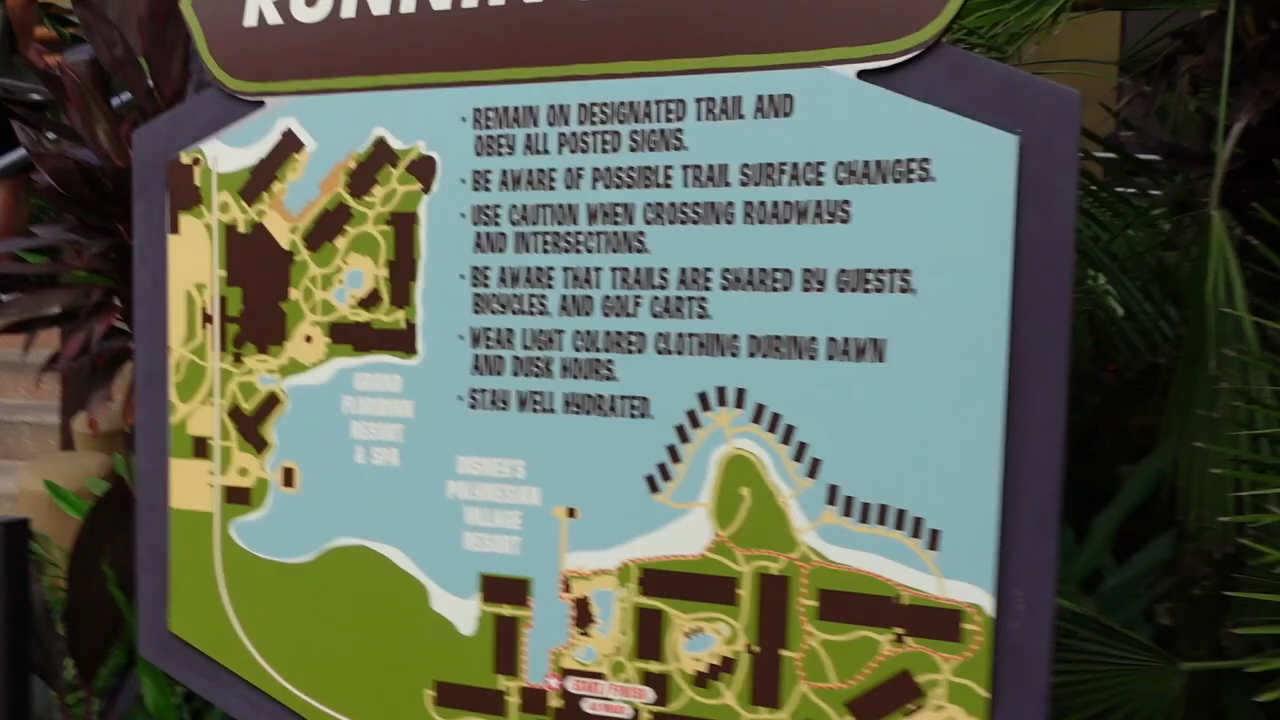 · REMAIN ON DESIGNATED TRAIL AND
OBEY ALL POSTED SIGNS.
· BE AWARE OF POSSIBLE TRAIL SURFACE CHANGES.
· USE CAUTION WHEN CROSSING ROADWAYS
AND INTERSECTIONS.
· BE AWARE THAT TRAILS ARE SHARED BY GUESTS,
BICYCLES, AND GOLF CARTS.
· WEAR LIGHT COLORED CLOTHING DURING DAWN
AND DUSK HOURS.
· STAY WELL HYDRATED.
GRAND
FLORIDIAN
RESORT
& SPA
DISNEY'S
POLYNESIAN
VILLAGE
RESORT
START/FINISH